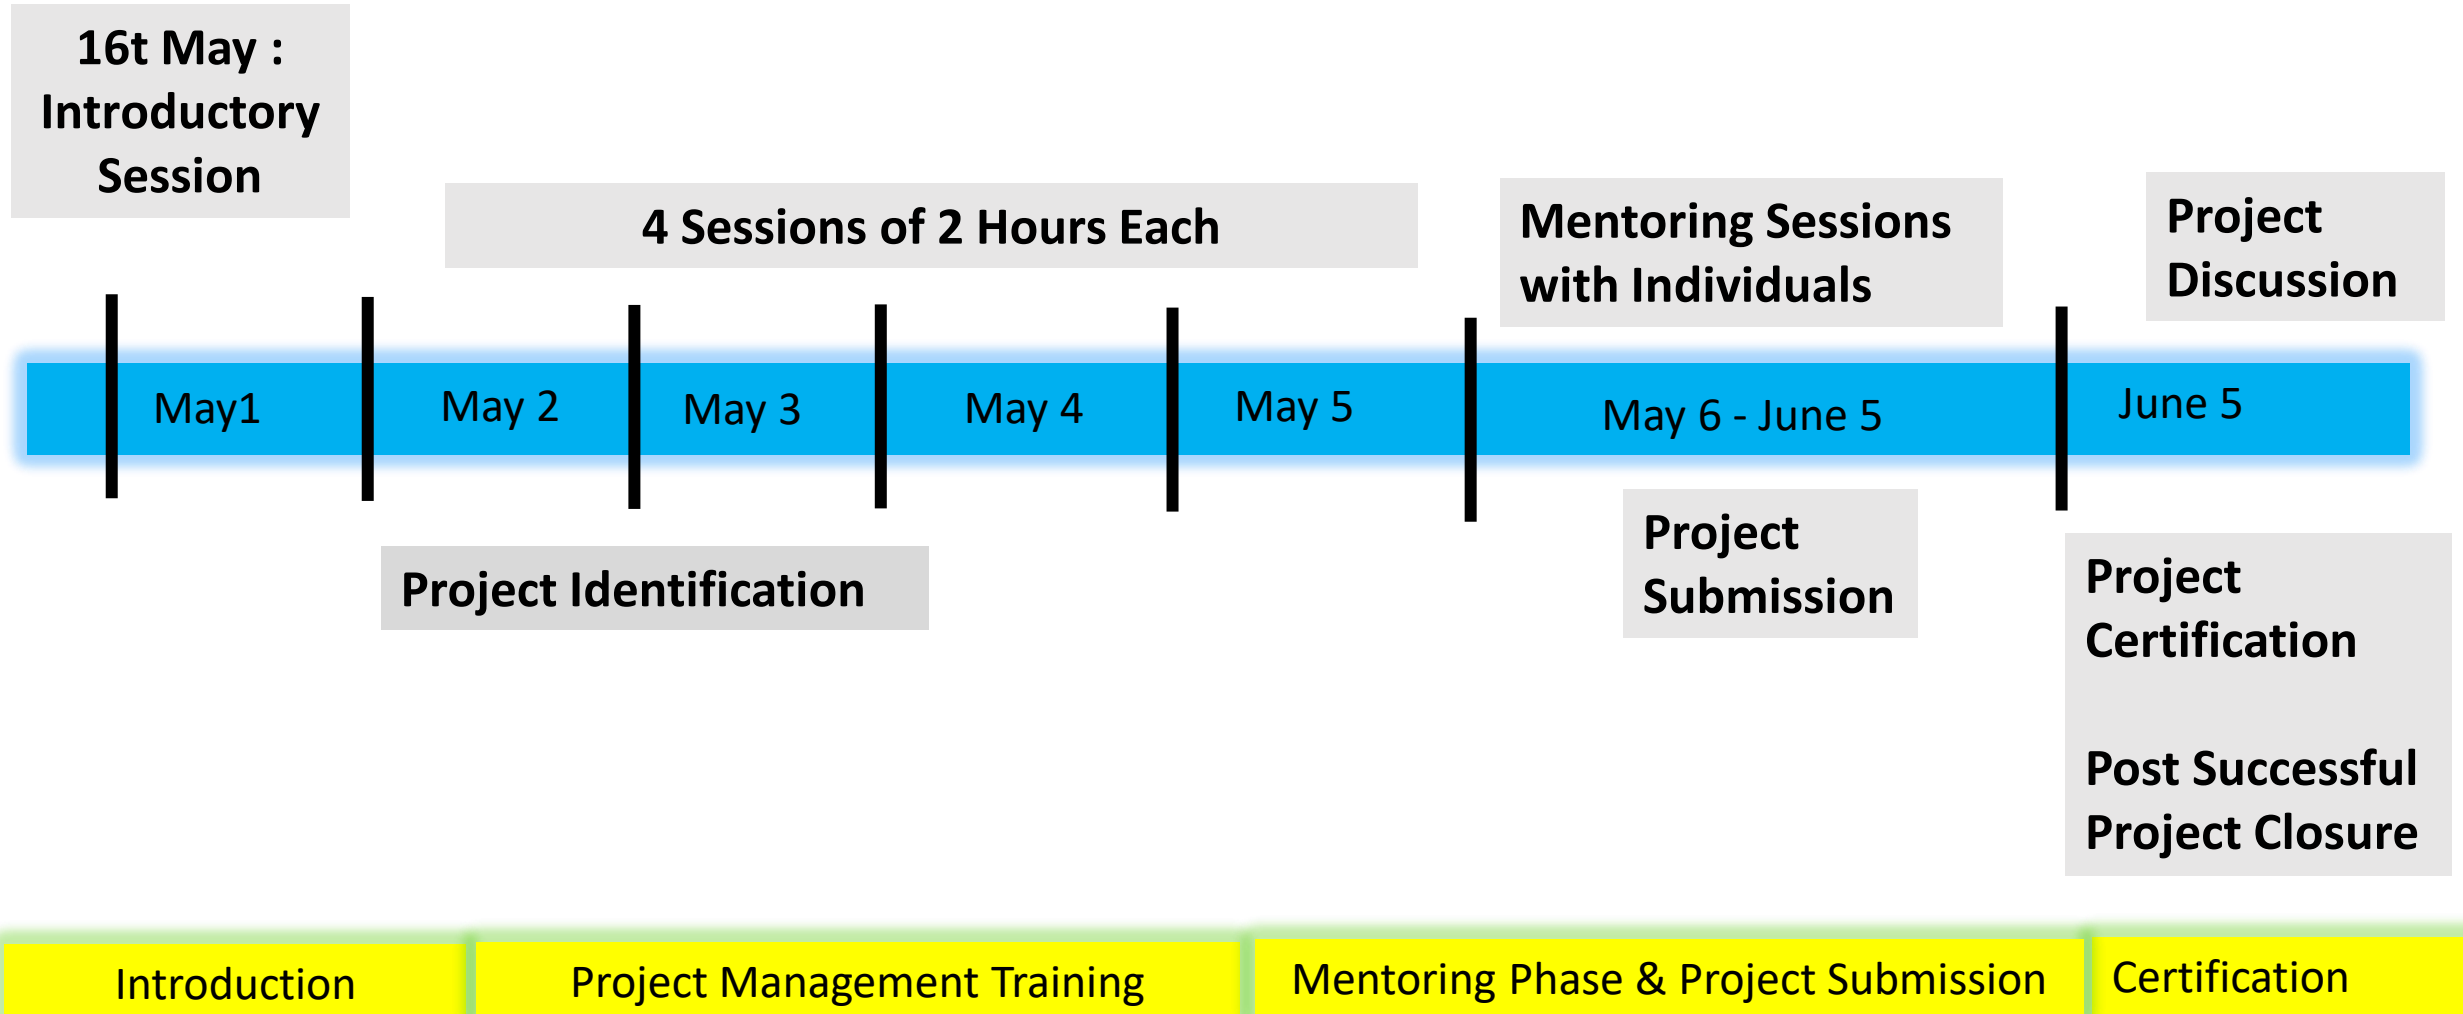 16t May :
Introductory
Session
4 Sessions of 2 Hours Each
Mentoring Sessions
with Individuals
Project
Discussion
May1
May 2
May 3
May 4
May 5
May 6 - June 5
June 5
Project Identification
Project
Submission
Project
Certification
Post Successful
Project Closure
Introduction
Project Management Training
Mentoring Phase & Project Submission
Certification